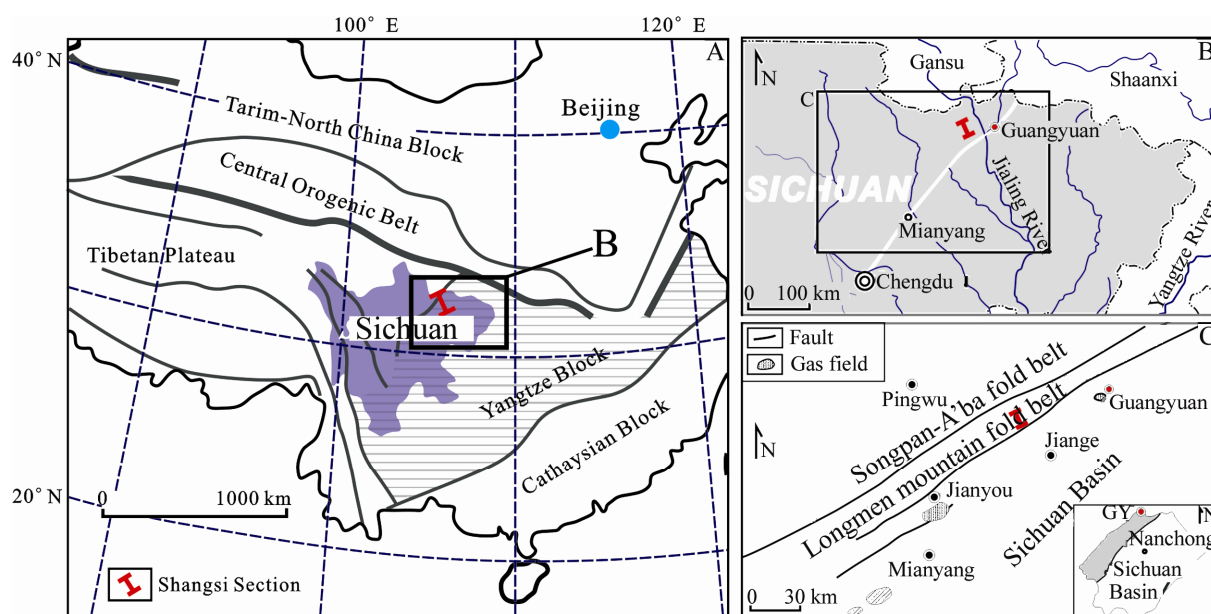 100° E
120° E
40° N
A
Tarim-North China Block
Beijing
Central Orogenic Belt
Tibetan Plateau
B
Sichuan
Yangtze Block
Cathaysian Block
20° N
0 1000 km
Shangsi Section
B
N
Gansu
Shaanxi
C
Guangyuan
SICHUAN
Jialing River
Mianyang
Yangtze River
Chengdu
0 100 km
C
Fault
Gas field
Songpan-A'ba fold belt
Pingwu
Guangyuan
Longmen mountain fold belt
N
Jiange
Jianyou
Sichuan Basin
GY
N
Nanchong
Mianyang
Sichuan
Basin
0 30 km